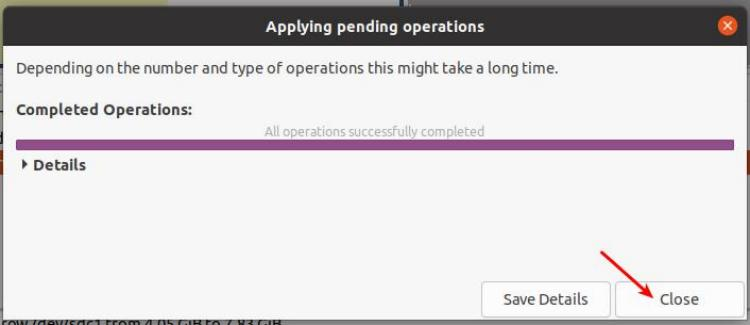 Applying pending operations
Depending on the number and type of operations this might take a long time.
Completed Operations:
All operations successfully completed
Details
Save Details
Close
row /dev/sdc1 from 4.05 GiB to 7.83 GiB